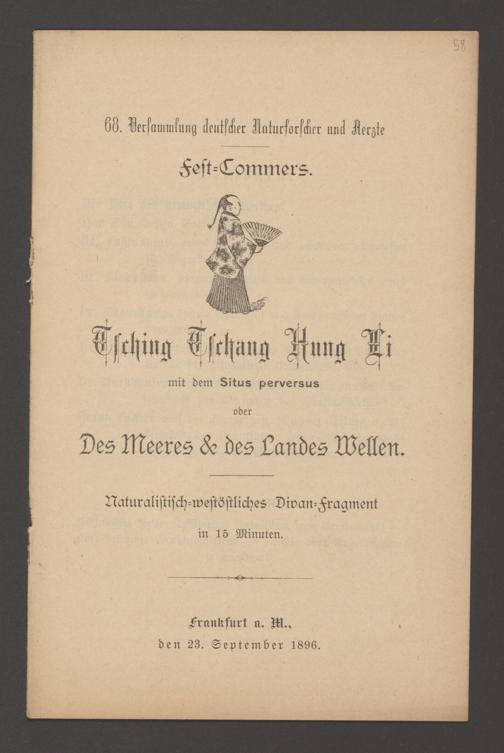 58
68. Versammlung deutscher Naturforscher und Aerzte
Fest-Commers.
Tsching Tschang Hung Li
mit dem Situs perversus
oder
Des Meeres & des Landes Wellen.
Naturalistisch-westöstliches Divan-Fragment
in 15 Minuten.
Frankfurt a. M.,
den 23. September 1896.